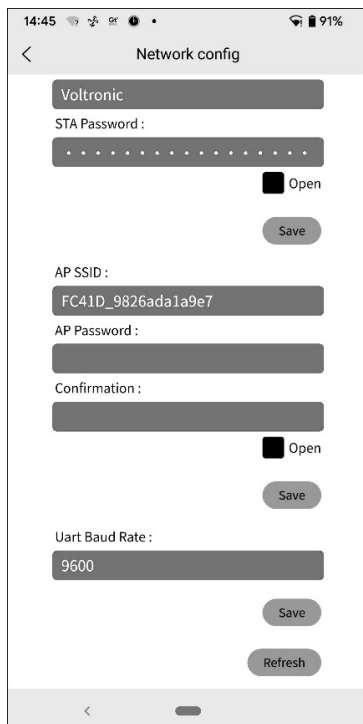 14:45 91%
Network config
Voltronic
STA Password :
Open
Save
AP SSID :
FC41D_9826ada1a9e7
AP Password :
Confirmation :
Open
Save
Uart Baud Rate :
9600
Save
Refresh